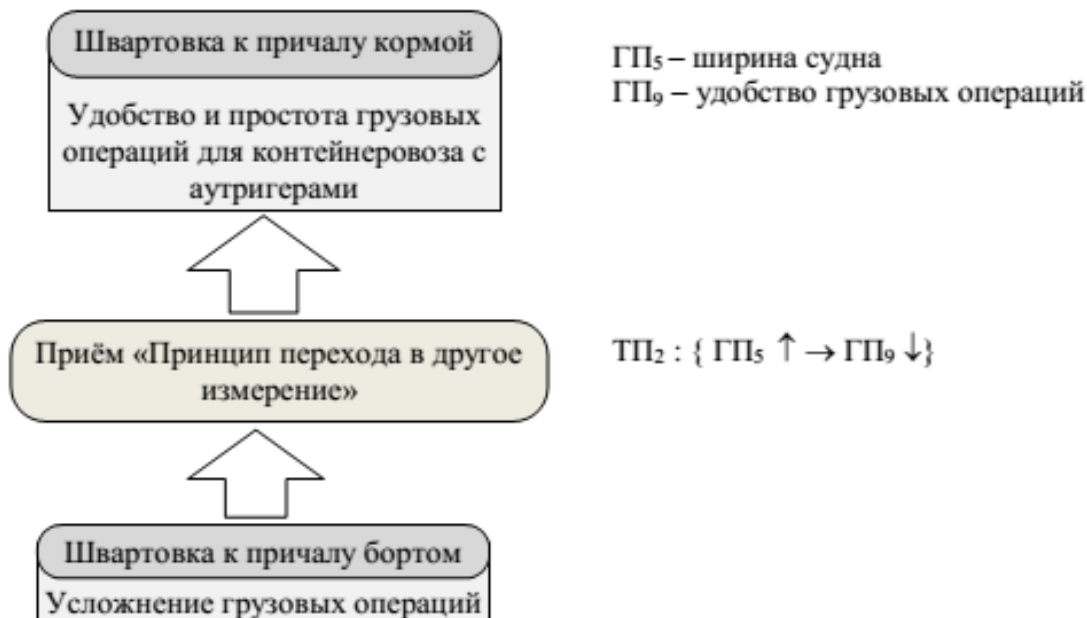 Швартовка к причалу кормой
Удобство и простота грузовых
операций для контейнеровоза с
аутригерами
ГП₅ – ширина судна
ГП₉ – удобство грузовых операций
Приём «Принцип перехода в другое
измерение»
ТП₂ : { ГП₅ ↑ → ГП₉ ↓}
Швартовка к причалу бортом
Усложнение грузовых операций